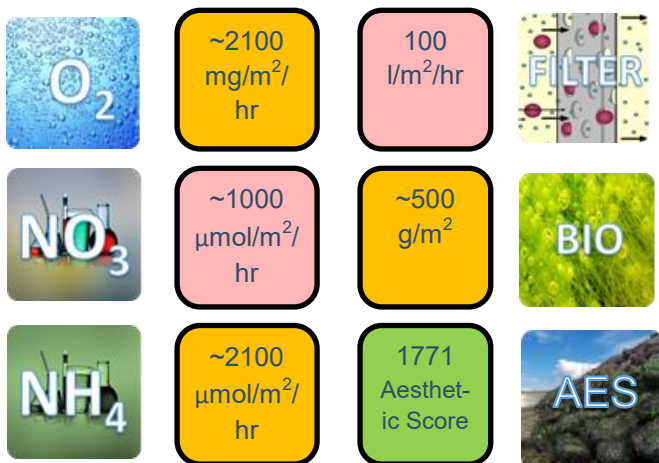 O2
~2100
mg/m2/
hr
100
l/m2/hr
FILTER
NO3
~1000
µmol/m2/
hr
~500
g/m2
BIO
NH4
~2100
µmol/m2/
hr
1771
Aesthet-
ic Score
AES